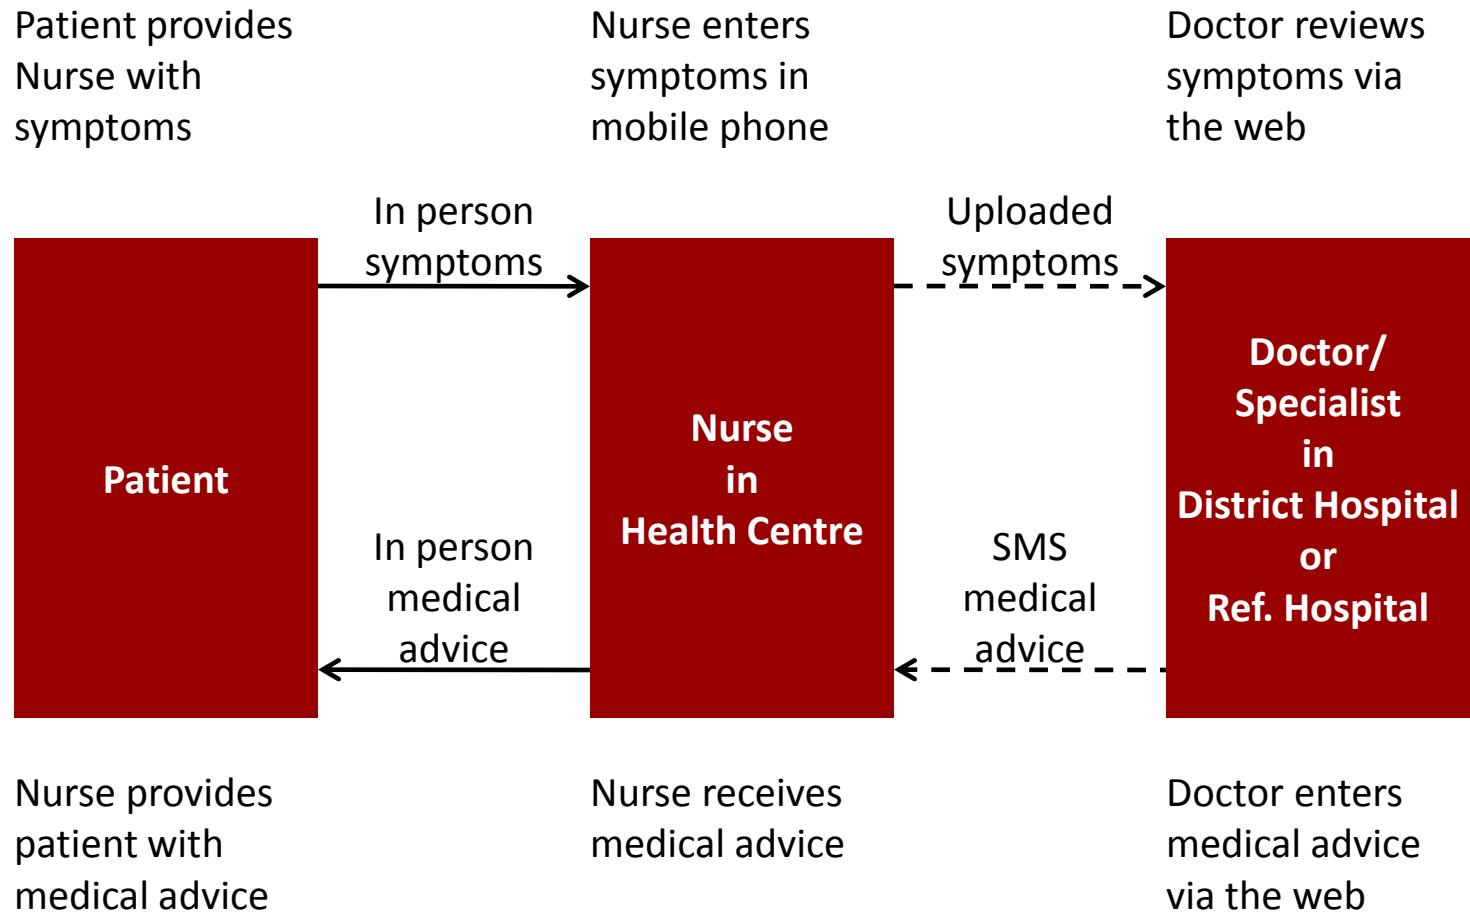 Patient provides
Nurse with
symptoms
Nurse enters
symptoms in
mobile phone
Doctor reviews
symptoms via
the web
In person
symptoms
Uploaded
symptoms
Patient
Nurse
in
Health Centre
Doctor/
Specialist
in
District Hospital
or
Ref. Hospital
In person
medical
advice
SMS
medical
advice
Nurse provides
patient with
medical advice
Nurse receives
medical advice
Doctor enters
medical advice
via the web